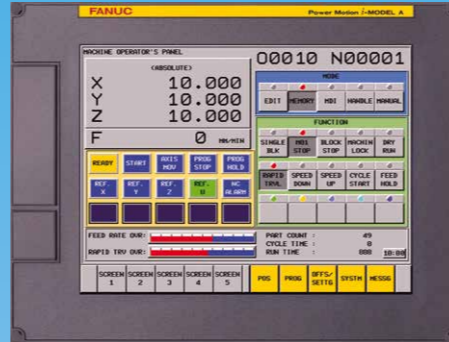 FANUC
Power Motion i-MODEL A
MACHINE OPERATOR'S PANEL
(ABSOLUTE)
X 10.000
Y 10.000
Z 10.000
F 0 MM/MIN
READY START AXIS MOV PROG STOP PROG HOLD
REF. X REF. Y REF. Z REF. U NC ALARM
FEED RATE OVR:
RAPID TRV OVR:
O0010 N00001
MODE
EDIT MEMORY MDI HANDLE MANUAL
FUNCTION
SINGLE BLK M01 STOP BLOCK STOP MACHIN LOCK DRY RUN
RAPID TRVL SPEED DOWN SPEED UP CYCLE START FEED HOLD
PART COUNT : 49
CYCLE TIME : 0
RUN TIME : 888 10:00
SCREEN 1 SCREEN 2 SCREEN 3 SCREEN 4 SCREEN 5 POS PROG OFFS/SETTG SYSTM MESSG